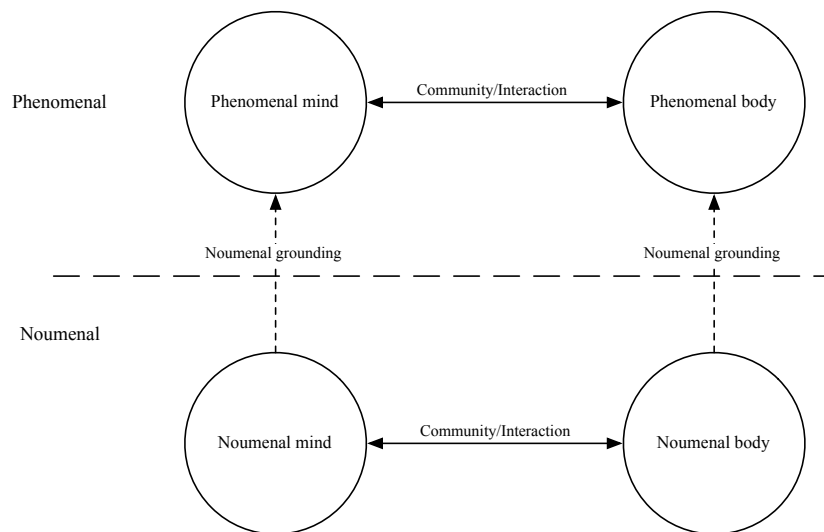 Phenomenal
Phenomenal mind
Community/Interaction
Phenomenal body
Noumenal grounding
Noumenal grounding
Noumenal
Noumenal mind
Community/Interaction
Noumenal body